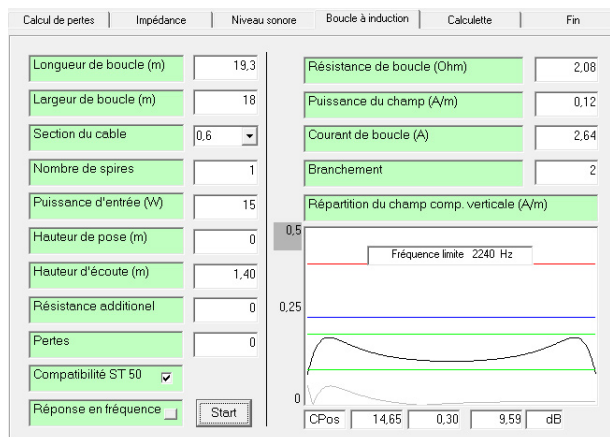 Calcul de pertes
Impédance
Niveau sonore
Boucle à induction
Calculette
Fin
Longueur de boucle (m) 19,3
Largeur de boucle (m) 18
Section du cable 0,6
Nombre de spires 1
Puissance d'entrée (W) 15
Hauteur de pose (m) 0
Hauteur d'écoute (m) 1,40
Résistance additionel 0
Pertes 0
Compatibilité ST 50
Réponse en fréquence
Start
Résistance de boucle (Ohm) 2,08
Puissance du champ (A/m) 0,12
Courant de boucle (A) 2,64
Branchement 2
Répartition du champ comp. verticale (A/m)
0,5
Fréquence limite 2240 Hz
0,25
0
CPos 14,65 0,30 9,59 dB